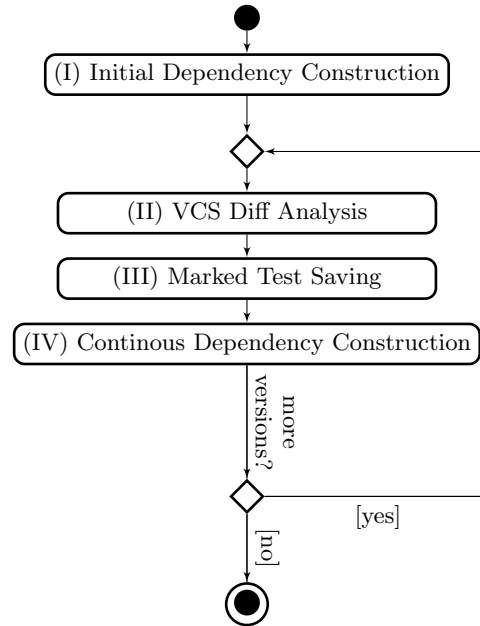 (I) Initial Dependency Construction
(II) VCS Diff Analysis
(III) Marked Test Saving
(IV) Continous Dependency Construction
more
versions?
[yes]
[no]